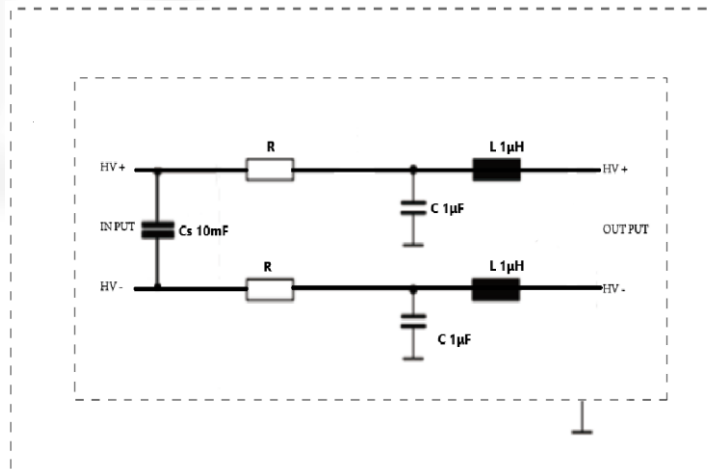 R
L 1µH
HV+
HV+
C 1µF
INPUT
Cs 10mF
OUTPUT
R
L 1µH
HV-
HV-
C 1µF